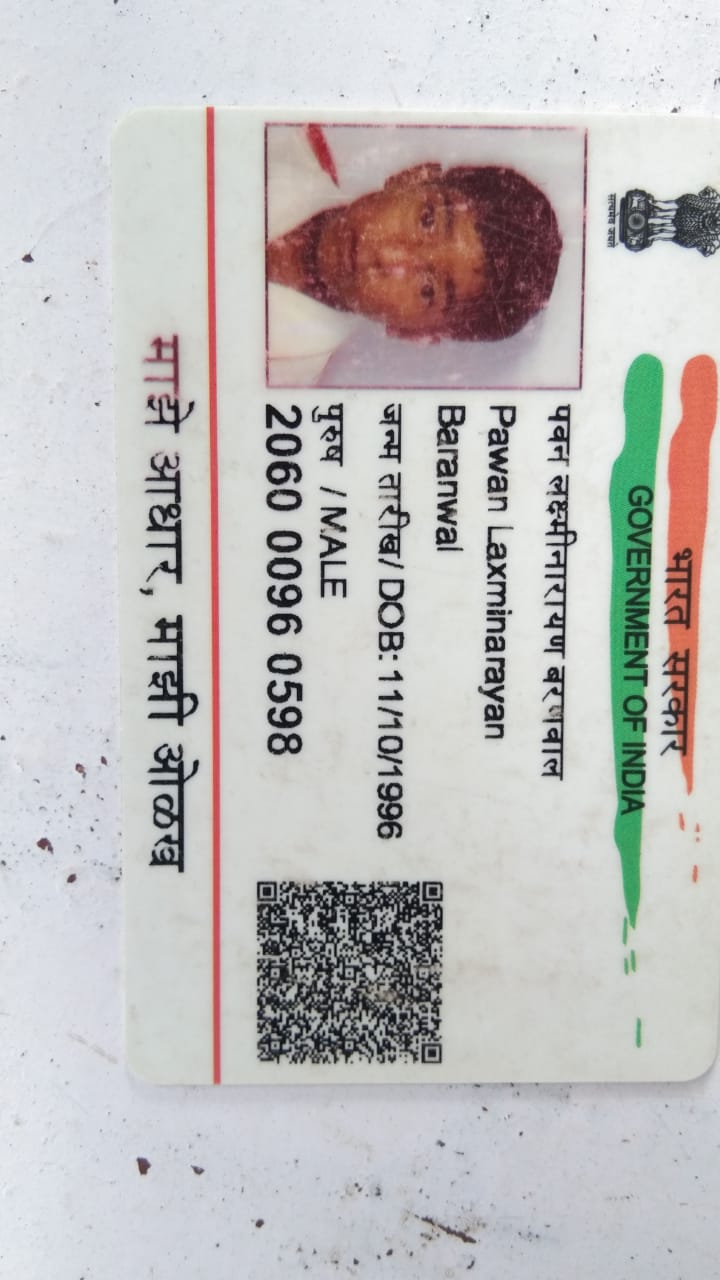 सत्यमेव जयते
भारत सरकार
GOVERNMENT OF INDIA
पवन लक्ष्मीनारायण बरणवाल
Pawan Laxminarayan
Baranwal
जन्म तारीख/ DOB: 11/10/1996
पुरुष / MALE
2060 0096 0598
माझे आधार, माझी ओळख